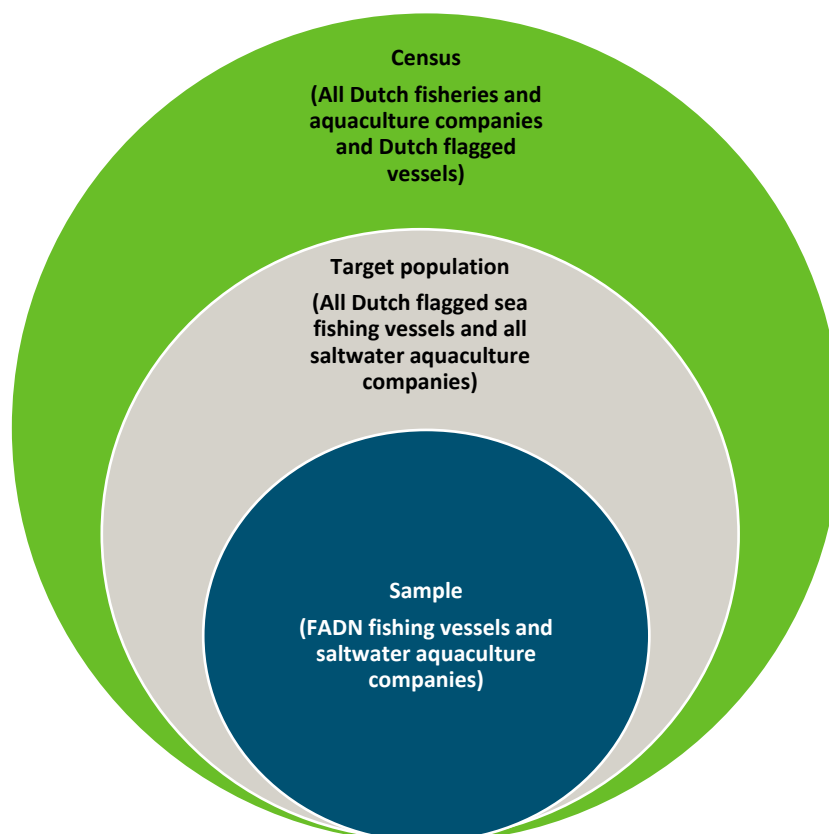 Census
(All Dutch fisheries and
aquaculture companies
and Dutch flagged
vessels)
Target population
(All Dutch flagged sea
fishing vessels and all
saltwater aquaculture
companies)
Sample
(FADN fishing vessels and
saltwater aquaculture
companies)